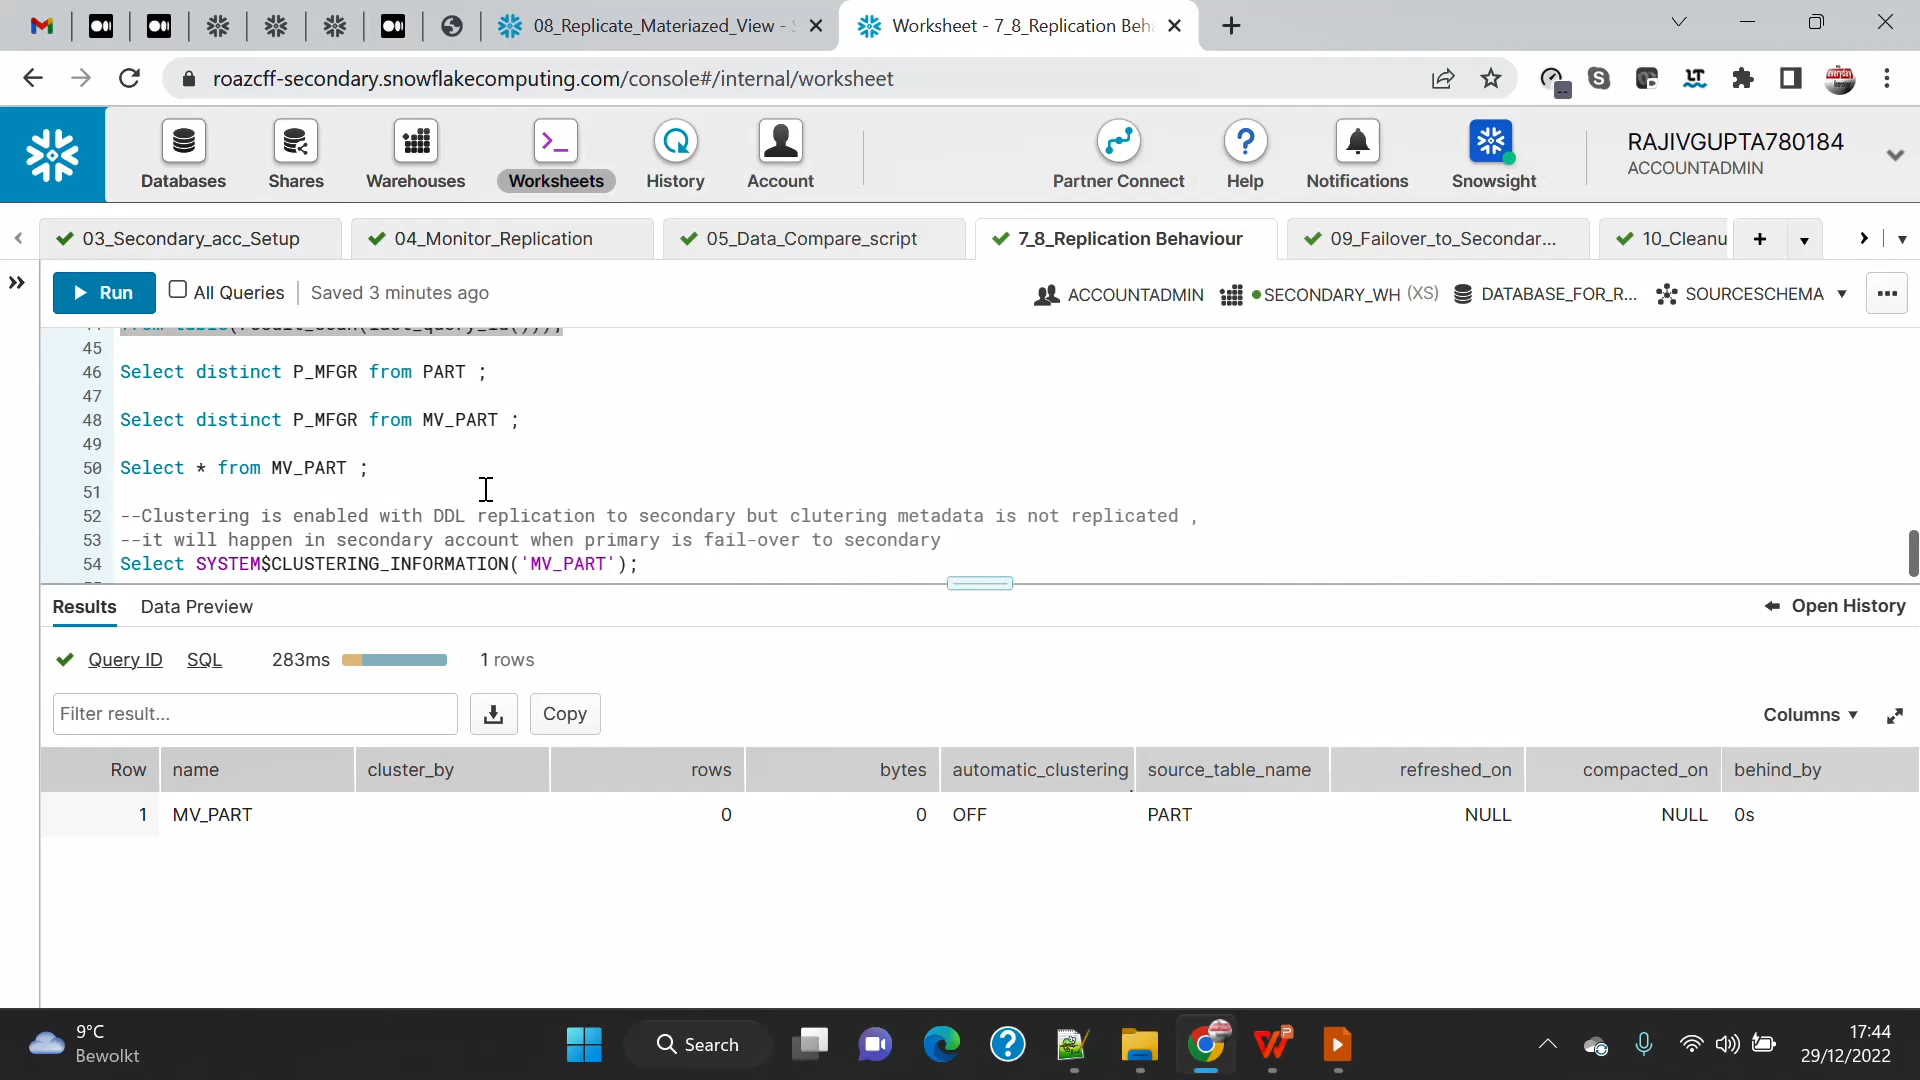 08_Replicate_Materiazed_View - S
Worksheet - 7_8_Replication Beha
roazcff-secondary.snowflakecomputing.com/console#/internal/worksheet
Databases
Shares
Warehouses
Worksheets
History
Account
Partner Connect
Help
Notifications
Snowsight
RAJIVGUPTA780184
ACCOUNTADMIN
03_Secondary_acc_Setup
04_Monitor_Replication
05_Data_Compare_script
7_8_Replication Behaviour
09_Failover_to_Secondar...
10_Cleanu
Run
All Queries
Saved 3 minutes ago
ACCOUNTADMIN
SECONDARY_WH (XS)
DATABASE_FOR_R...
SOURCESCHEMA
44 from table(result_scan(last_query_id()));
45
46 Select distinct P_MFGR from PART ;
47
48 Select distinct P_MFGR from MV_PART ;
49
50 Select * from MV_PART ;
51
52 --Clustering is enabled with DDL replication to secondary but clutering metadata is not replicated ,
53 --it will happen in secondary account when primary is fail-over to secondary
54 Select SYSTEM$CLUSTERING_INFORMATION('MV_PART');
Results
Data Preview
Open History
Query ID SQL 283ms 1 rows
Filter result...
Copy
Columns
Row name cluster_by rows bytes automatic_clustering source_table_name refreshed_on compacted_on behind_by
1 MV_PART 0 0 OFF PART NULL NULL 0s
9°C
Bewolkt
Search
17:44
29/12/2022